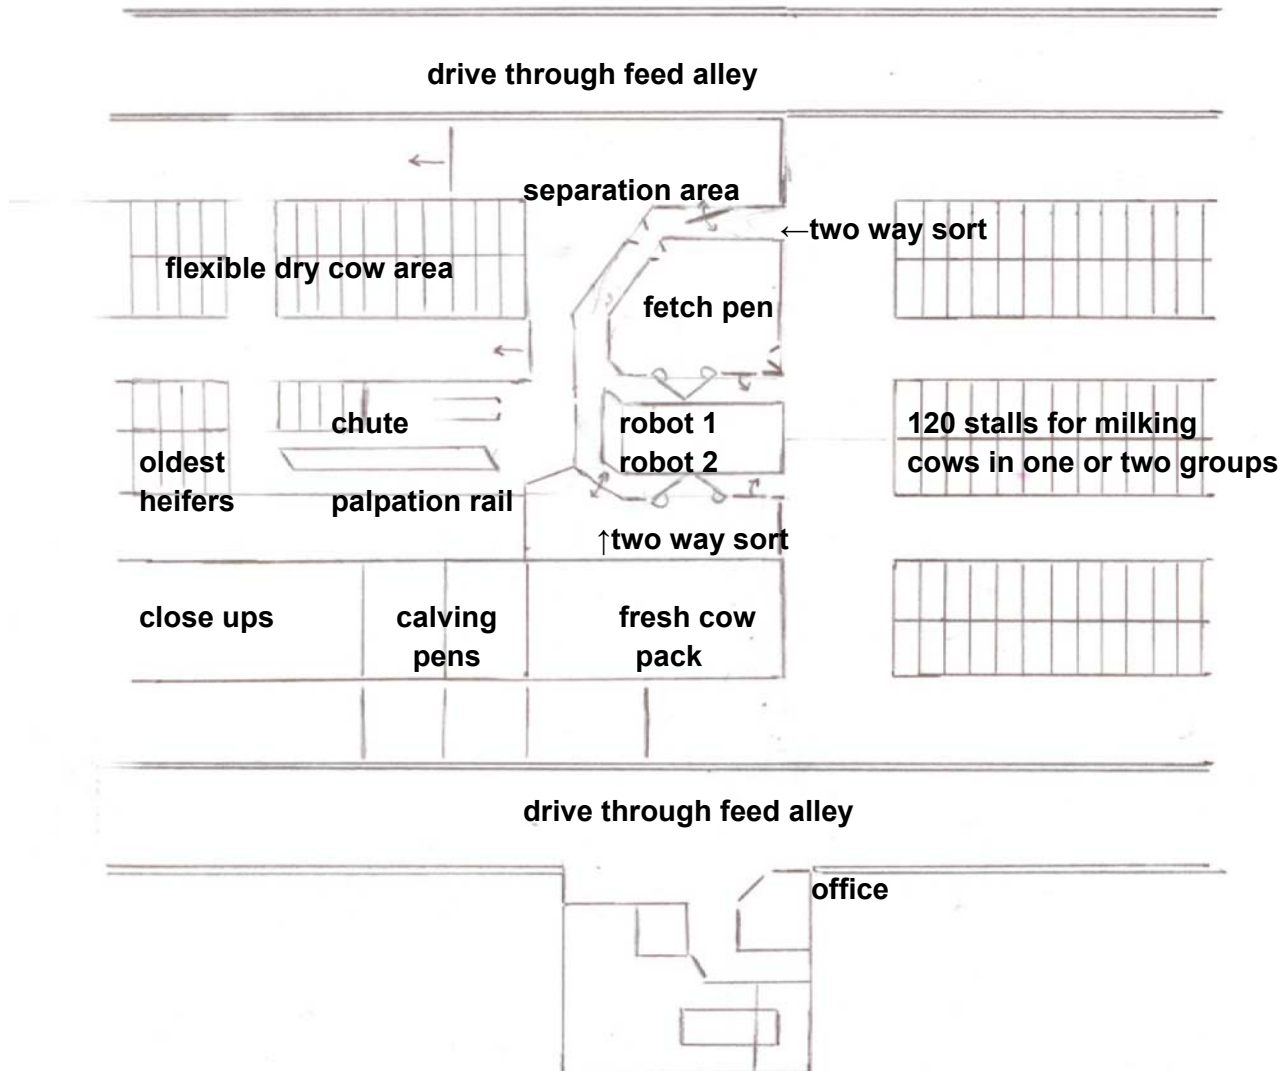 drive through feed alley
separation area
←two way sort
flexible dry cow area
fetch pen
chute
robot 1
120 stalls for milking
oldest
robot 2
cows in one or two groups
heifers
palpation rail
↑two way sort
close ups
calving
fresh cow
pens
pack
drive through feed alley
office